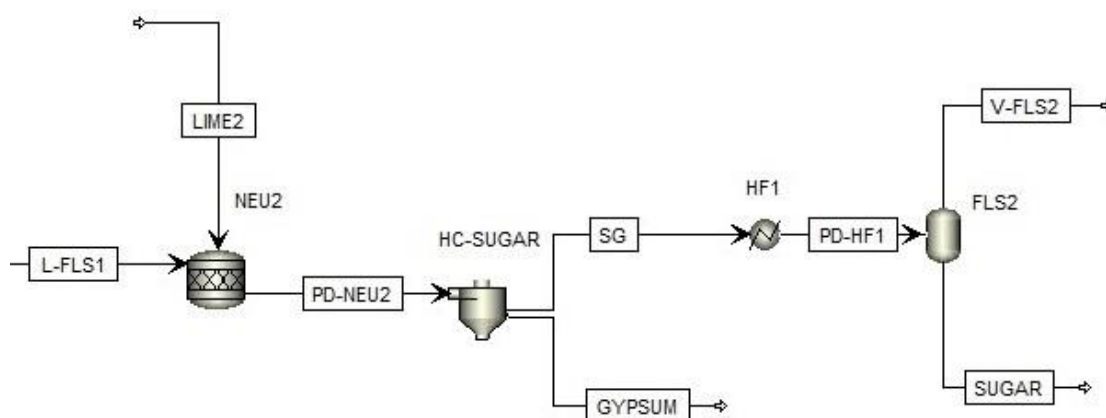 V-FLS2
LIME2
NEU2
HF1
FLS2
HC-SUGAR
SG
PD-HF1
L-FLS1
PD-NEU2
SUGAR
GYPSUM